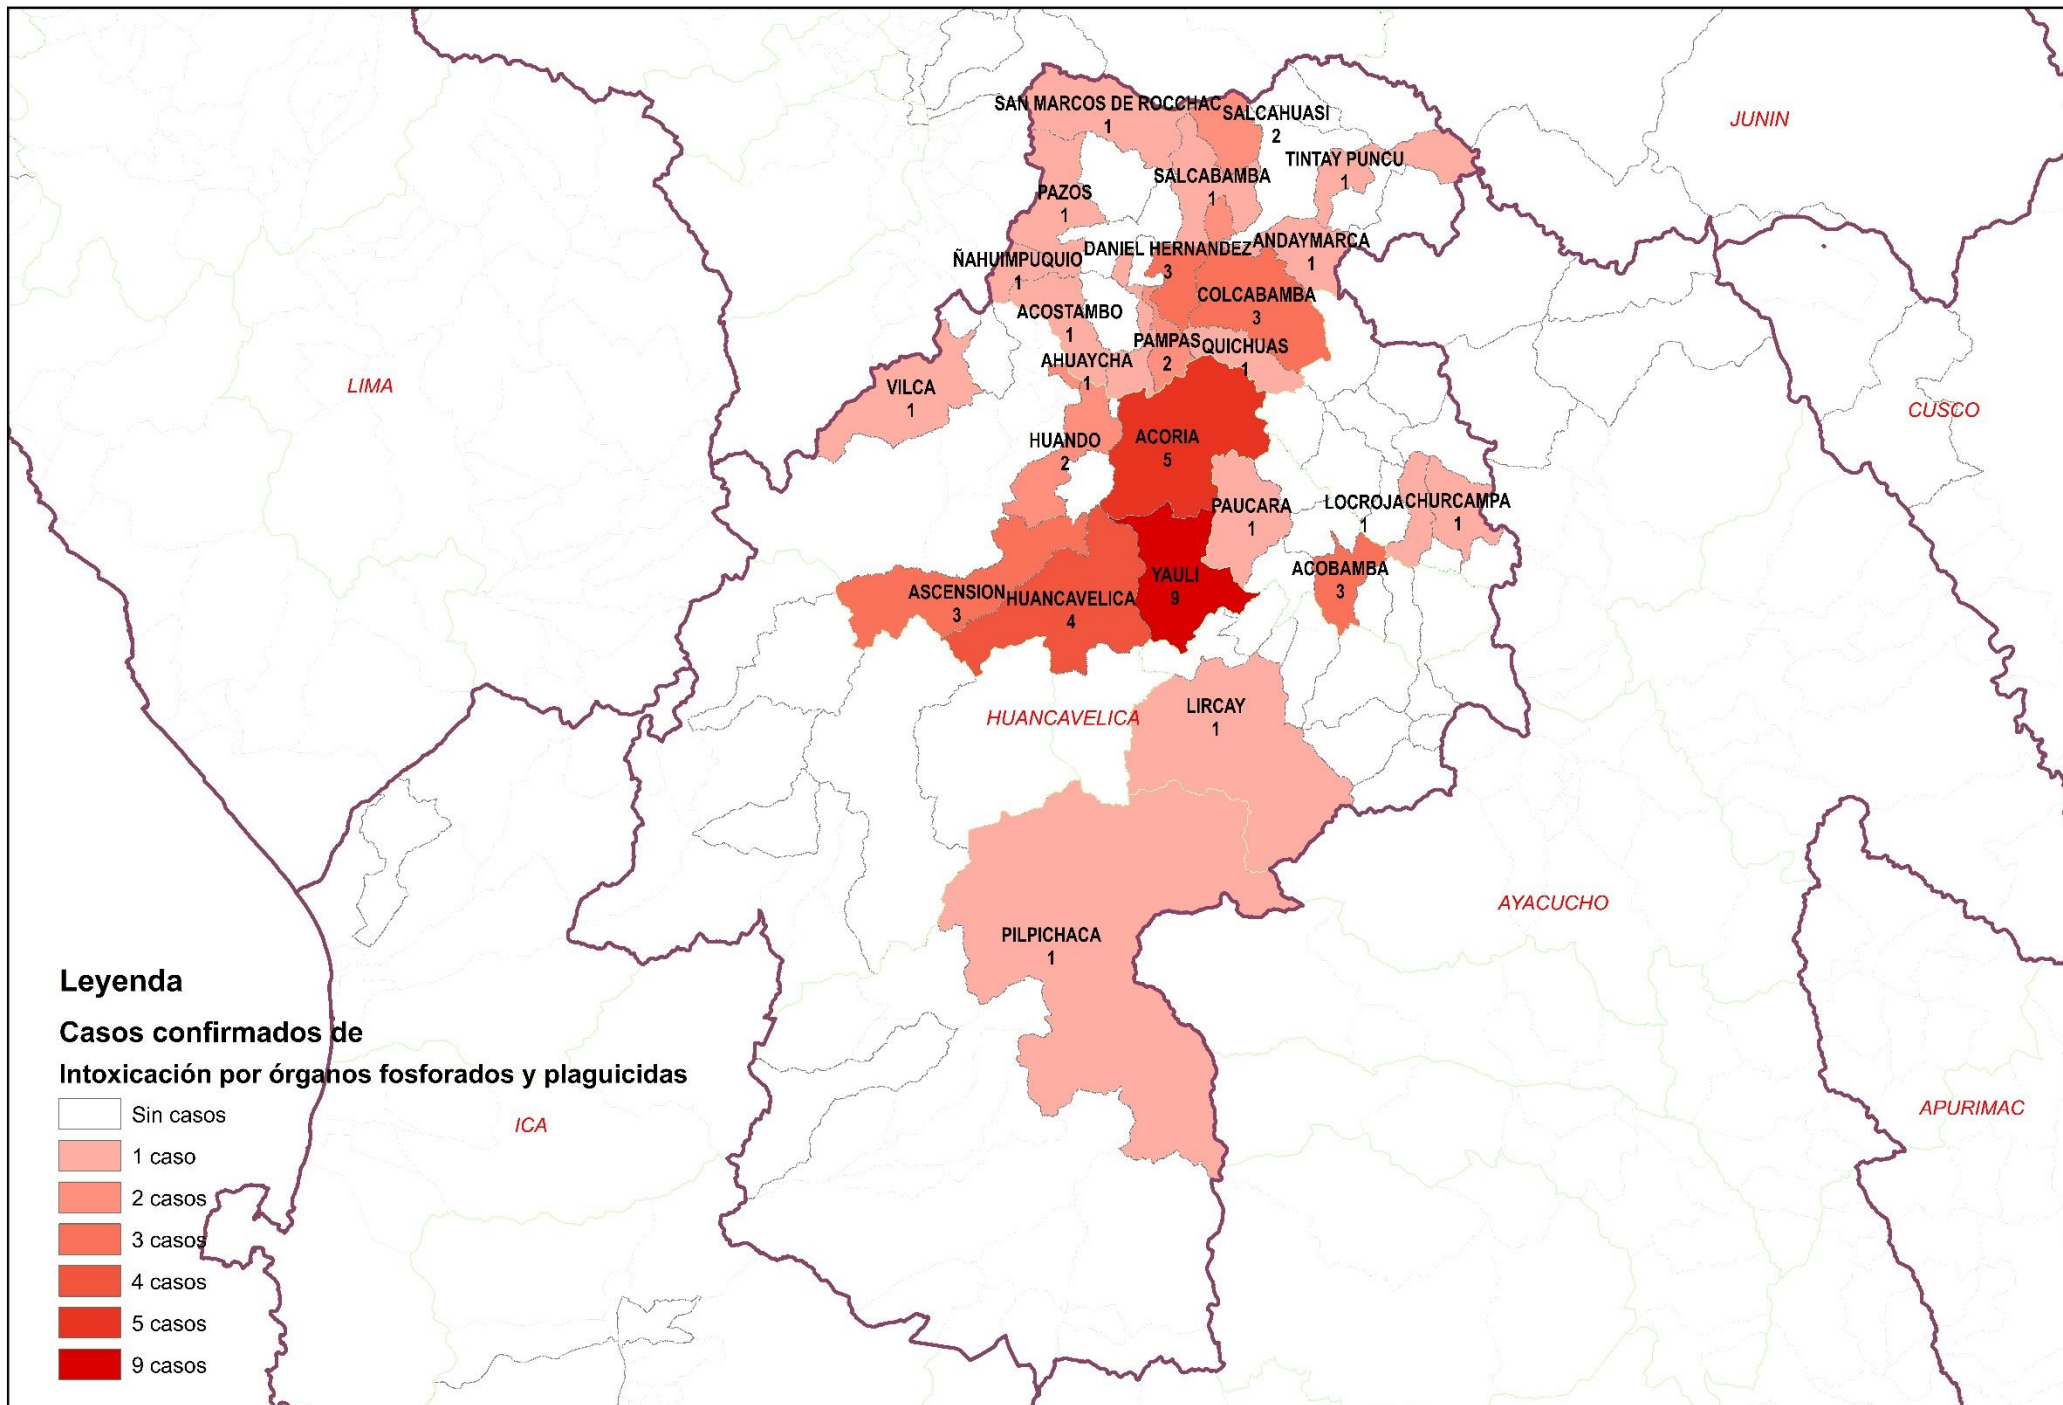 SAN MARCOS DE ROCCHAC
1
SALCAHUASI
2
JUNIN
TINTAY PUNCU
1
SALCABAMBA
1
PAZOS
1
ÑAHUIMPUQUIO
1
DANIEL HERNANDEZ
3
ANDAYMARCA
1
COLCABAMBA
3
ACOSTAMBO
1
PAMPAS
2
QUICHUAS
1
AHUAYCHA
1
LIMA
VILCA
1
CUSCO
HUANDO
2
ACORIA
5
PAUCARA
1
LOCROJA
1
CHURCAMPA
1
ACOBAMBA
3
YAULI
9
ASCENSION
3
HUANCAVELICA
4
LIRCAY
1
HUANCAVELICA
AYACUCHO
PILPICHACA
1
APURIMAC
ICA
Leyenda
Casos confirmados de
Intoxicación por órganos fosforados y plaguicidas
Sin casos
1 caso
2 casos
3 casos
4 casos
5 casos
9 casos